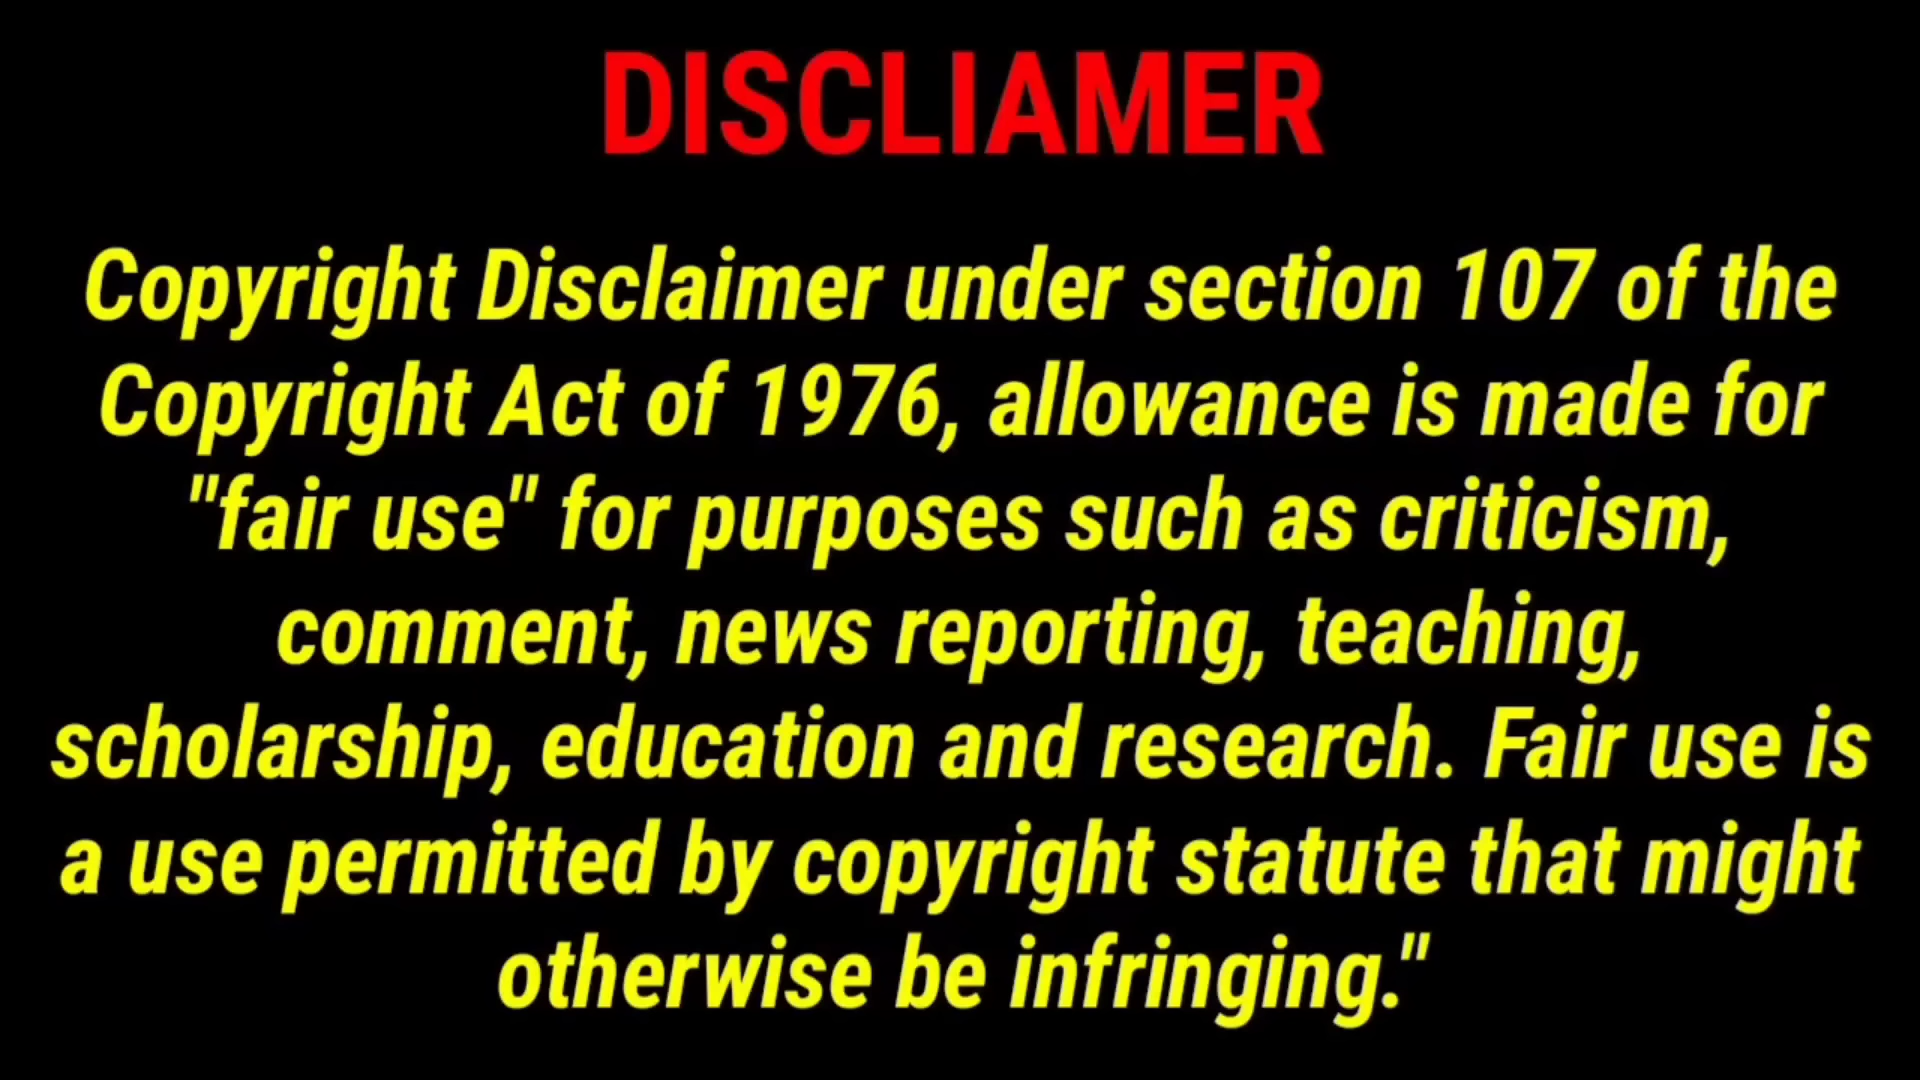 DISCLIAMER
Copyright Disclaimer under section 107 of the
Copyright Act of 1976, allowance is made for
"fair use" for purposes such as criticism,
comment, news reporting, teaching,
scholarship, education and research. Fair use is
a use permitted by copyright statute that might
otherwise be infringing."